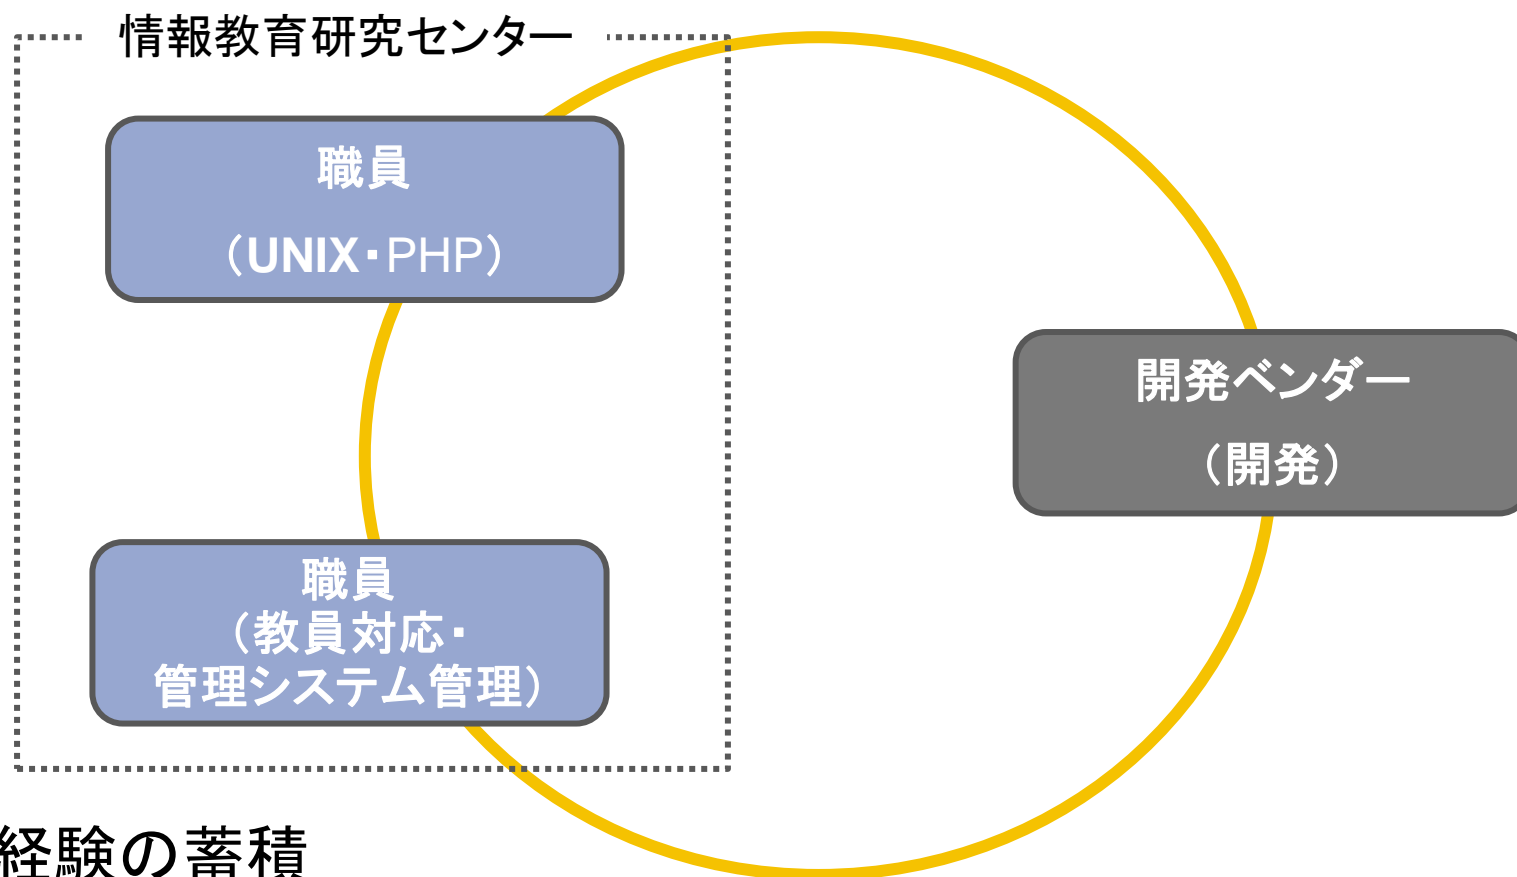 情報教育研究センター
職員
（UNIX・PHP）
開発ベンダー
（開発）
職員
（教員対応・
管理システム管理）
経験の蓄積